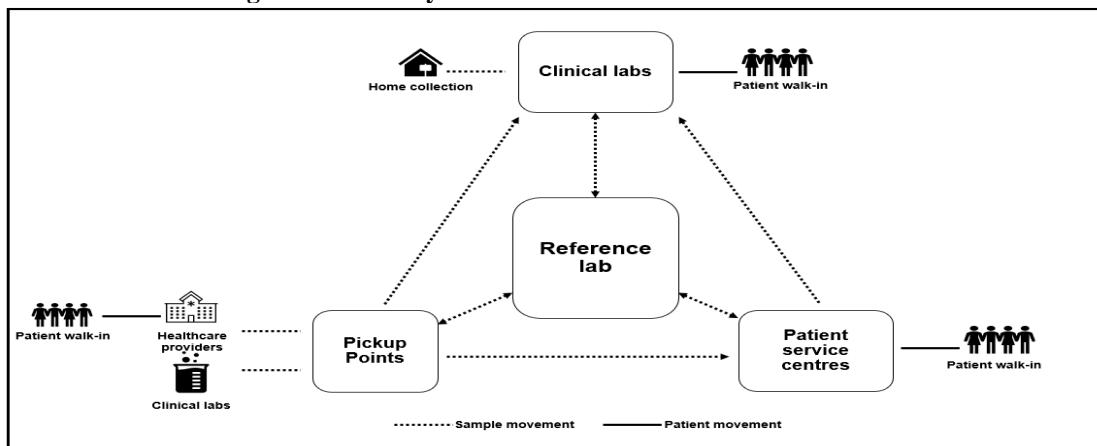 Clinical labs
Home collection
Patient walk-in
Reference
lab
Patient walk-in
Healthcare
providers
Clinical labs
Pickup
Points
Patient
service
centres
Patient walk-in
Sample movement
Patient movement